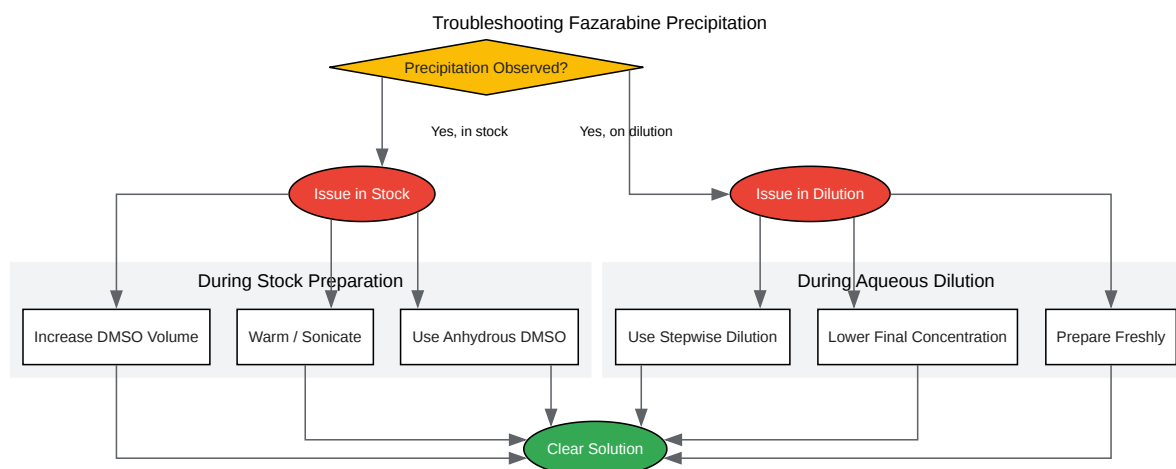 Troubleshooting Fazarabine Precipitation
Precipitation Observed?
Yes, in stock
Yes, on dilution
Issue in Stock
Issue in Dilution
During Stock Preparation
During Aqueous Dilution
Increase DMSO Volume
Warm / Sonicate
Use Anhydrous DMSO
Use Stepwise Dilution
Lower Final Concentration
Prepare Freshly
Clear Solution